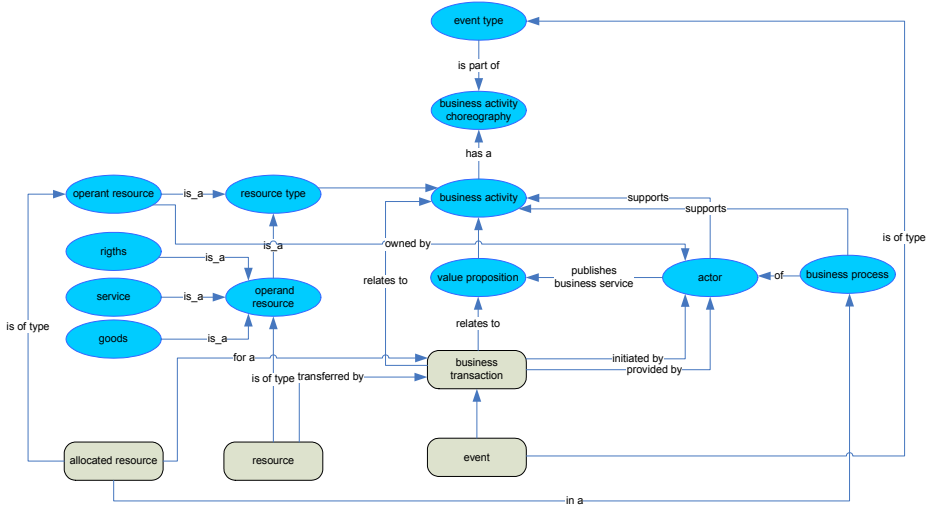 event type
is part of
business activity
choreography
has a
operant resource
is_a
resource type
business activity
supports
supports
is of type
rigths
is_a
is_a
owned by
service
is_a
operand
resource
relates to
value proposition
publishes
business service
actor
of
business process
goods
is_a
is of type
relates to
for a
business
transaction
initiated by
provided by
is of type
transferred by
allocated resource
resource
event
in a